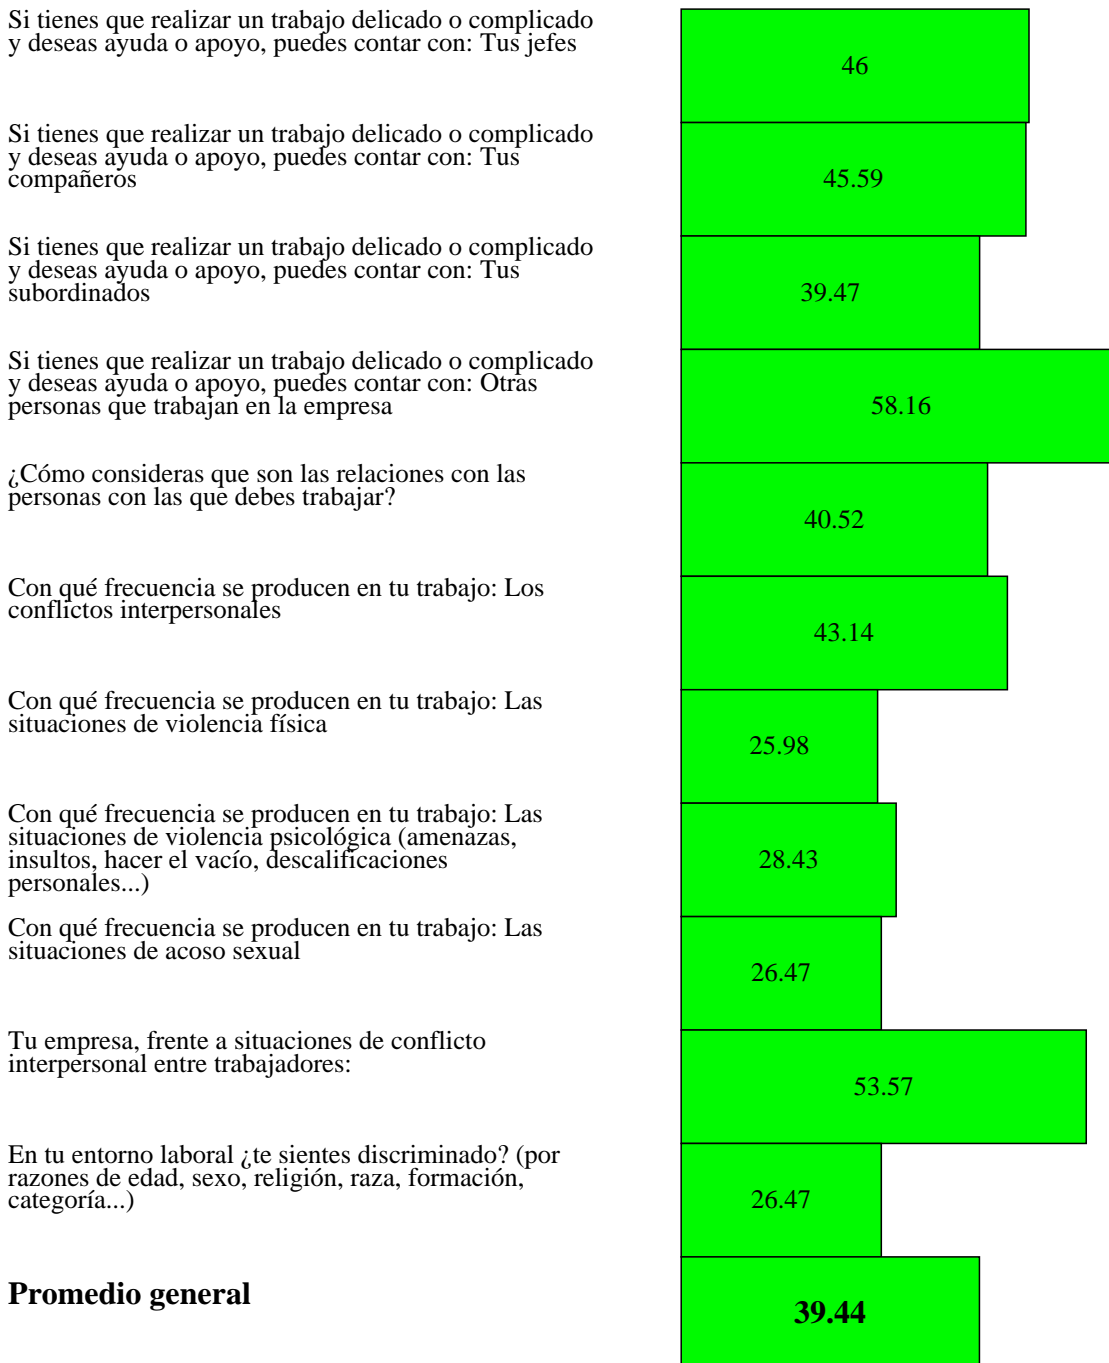 Si tienes que realizar un trabajo delicado o complicado
y deseas ayuda o apoyo, puedes contar con: Tus jefes
46
Si tienes que realizar un trabajo delicado o complicado
y deseas ayuda o apoyo, puedes contar con: Tus
compañeros
45.59
Si tienes que realizar un trabajo delicado o complicado
y deseas ayuda o apoyo, puedes contar con: Tus
subordinados
39.47
Si tienes que realizar un trabajo delicado o complicado
y deseas ayuda o apoyo, puedes contar con: Otras
personas que trabajan en la empresa
58.16
¿Cómo consideras que son las relaciones con las
personas con las que debes trabajar?
40.52
Con qué frecuencia se producen en tu trabajo: Los
conflictos interpersonales
43.14
Con qué frecuencia se producen en tu trabajo: Las
situaciones de violencia física
25.98
Con qué frecuencia se producen en tu trabajo: Las
situaciones de violencia psicológica (amenazas,
insultos, hacer el vacío, descalificaciones
personales...)
28.43
Con qué frecuencia se producen en tu trabajo: Las
situaciones de acoso sexual
26.47
Tu empresa, frente a situaciones de conflicto
interpersonal entre trabajadores:
53.57
En tu entorno laboral ¿te sientes discriminado? (por
razones de edad, sexo, religión, raza, formación,
categoría...)
26.47
Promedio general
39.44